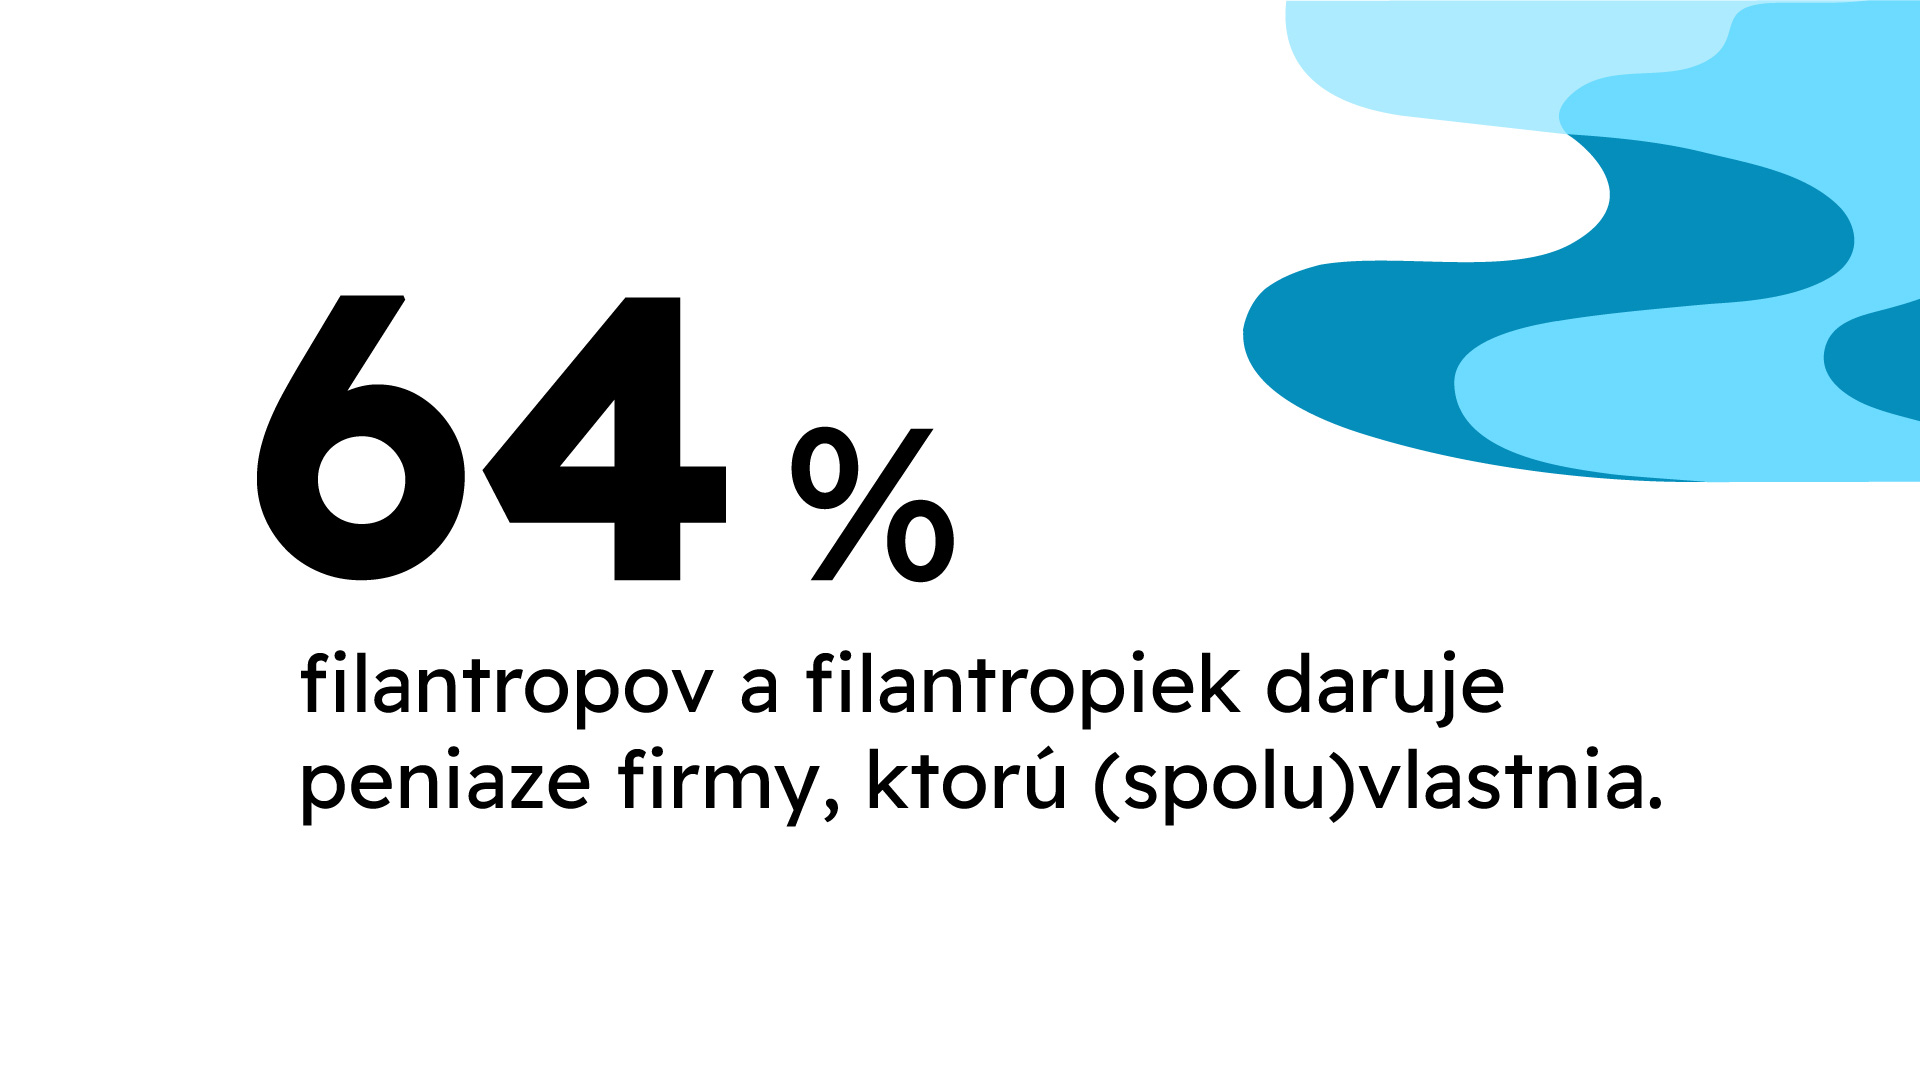 64 %
filantropov a filantropiek daruje
peniaze firmy, ktorú (spolu)vlastnia.